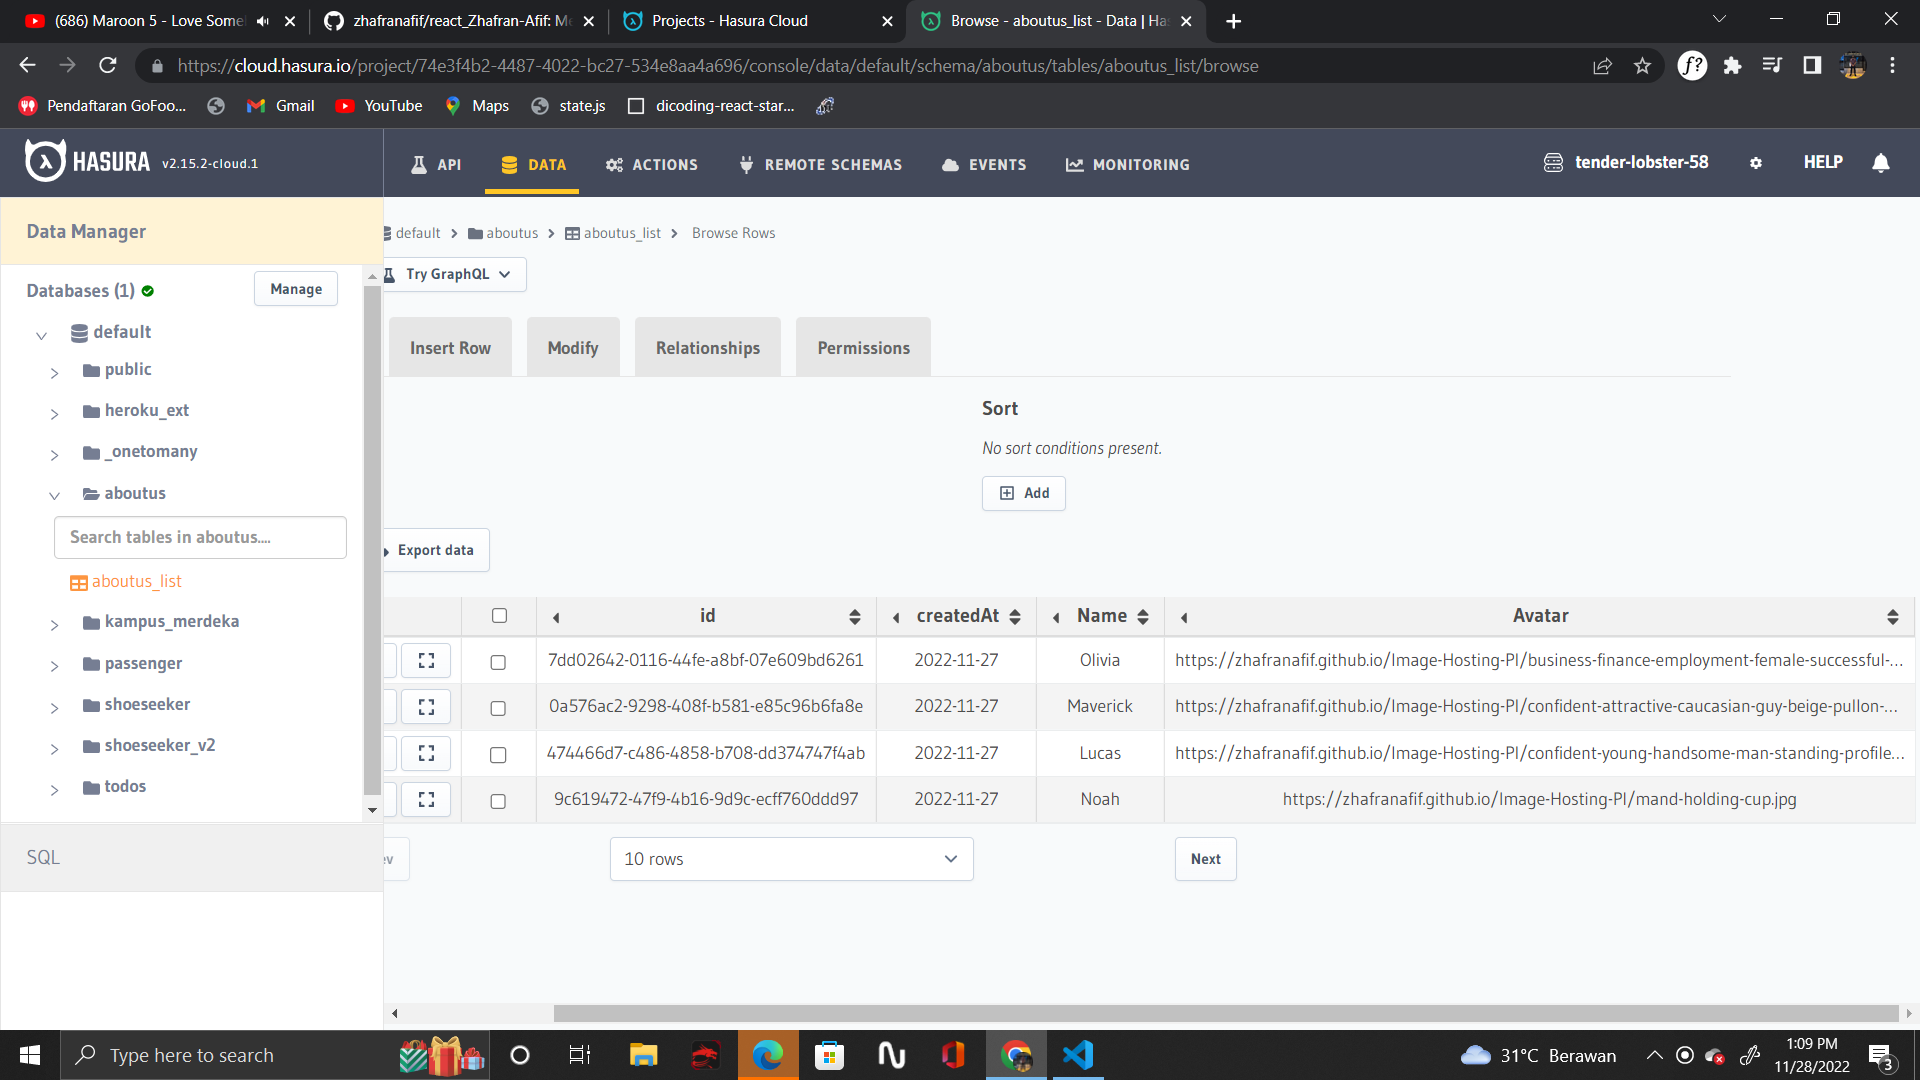 (686) Maroon 5 - Love Some
zhafranafif/react_Zhafran-Afif: Me
Projects - Hasura Cloud
Browse - aboutus_list - Data | Ha
https://cloud.hasura.io/project/74e3f4b2-4487-4022-bc27-534e8aa4a696/console/data/default/schema/aboutus/tables/aboutus_list/browse
f?
Pendaftaran GoFoo...
Gmail
YouTube
Maps
state.js
dicoding-react-star...
HASURA
v2.15.2-cloud.1
API
DATA
ACTIONS
REMOTE SCHEMAS
EVENTS
MONITORING
tender-lobster-58
HELP
Data Manager
Databases (1)
Manage
default
public
heroku_ext
_onetomany
aboutus
Search tables in aboutus....
aboutus_list
kampus_merdeka
passenger
shoeseeker
shoeseeker_v2
todos
SQL
default
aboutus
aboutus_list
Browse Rows
Try GraphQL
Insert Row
Modify
Relationships
Permissions
Sort
No sort conditions present.
Add
Export data
id createdAt Name Avatar
7dd02642-0116-44fe-a8bf-07e609bd6261 2022-11-27 Olivia https://zhafranafif.github.io/Image-Hosting-PI/business-finance-employment-female-successful-...
0a576ac2-9298-408f-b581-e85c96b6fa8e 2022-11-27 Maverick https://zhafranafif.github.io/Image-Hosting-PI/confident-attractive-caucasian-guy-beige-pullon-...
474466d7-c486-4858-b708-dd374747f4ab 2022-11-27 Lucas https://zhafranafif.github.io/Image-Hosting-PI/confident-young-handsome-man-standing-profile...
9c619472-47f9-4b16-9d9c-ecff760ddd97 2022-11-27 Noah https://zhafranafif.github.io/Image-Hosting-PI/mand-holding-cup.jpg
ev
10 rows
Next
Type here to search
31°C Berawan
1:09 PM
11/28/2022
3